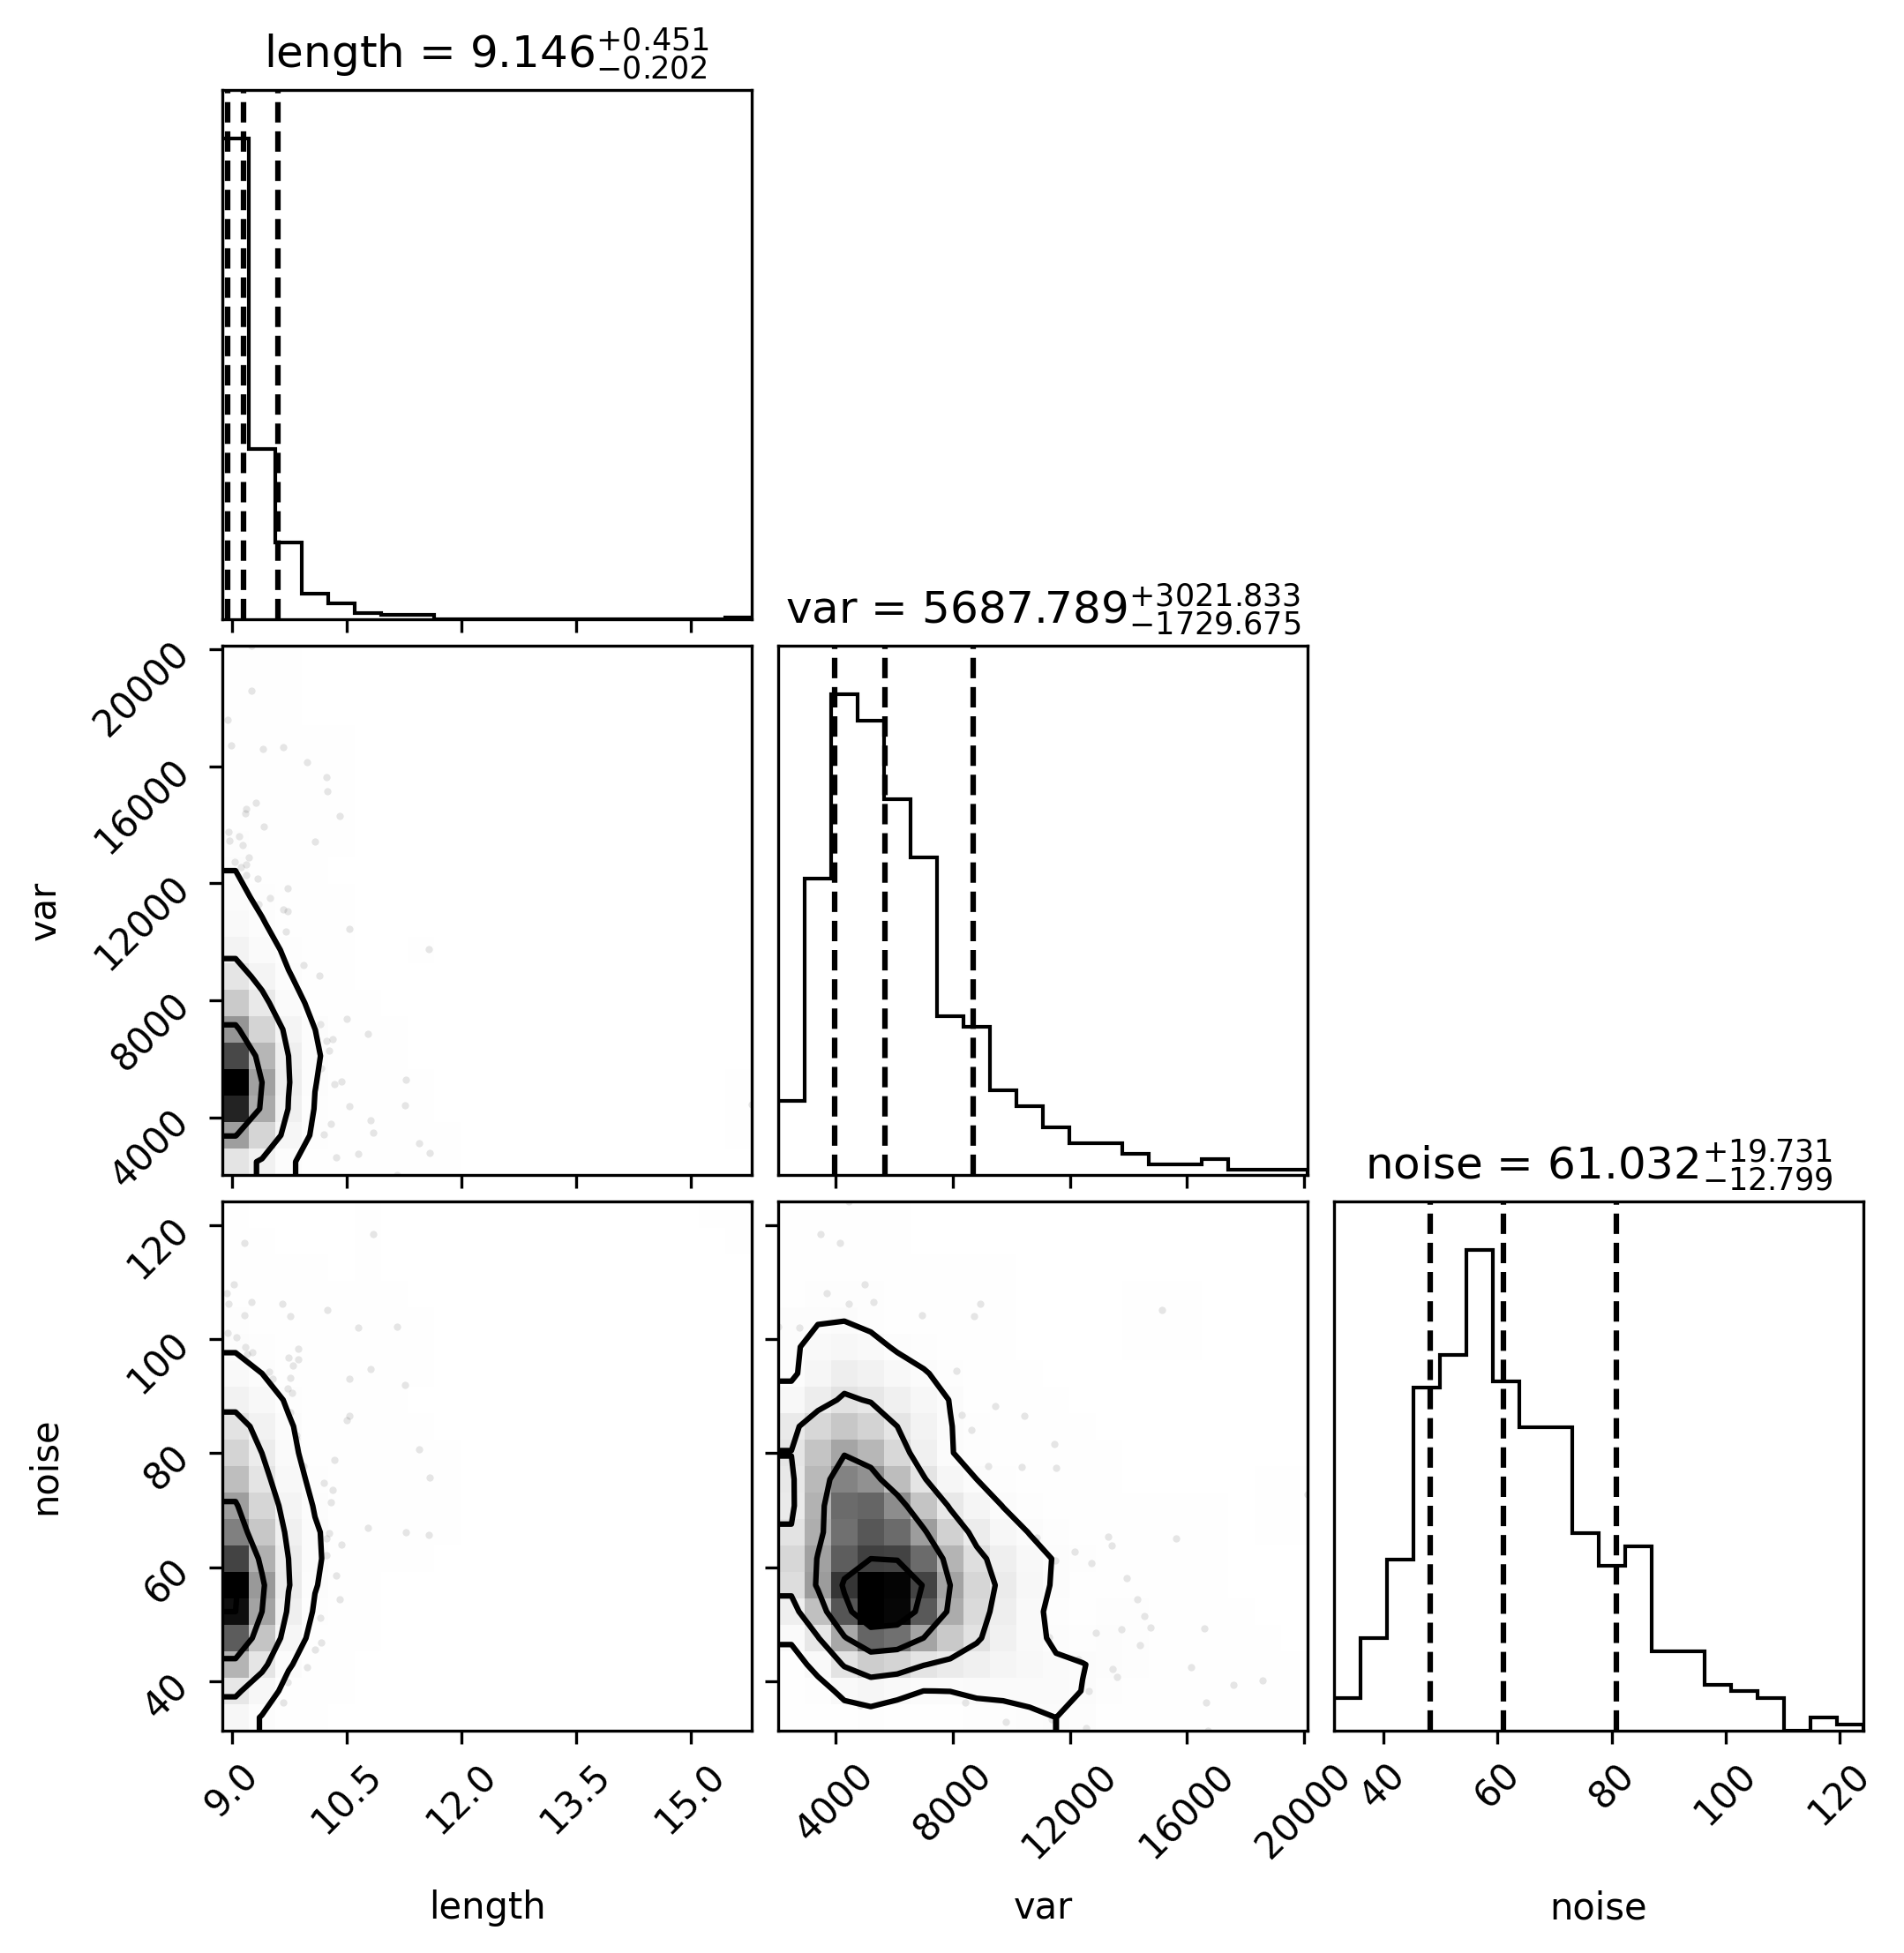 length = 9.146 +0.451 −0.202
var = 5687.789 +3021.833 −1729.675
20000
16000
12000
8000
4000
var
noise = 61.032 +19.731 −12.799
120
100
80
60
40
noise
9.0 10.5 12.0 13.5 15.0
4000 8000 12000 16000 20000
40 60 80 100 120
length var noise